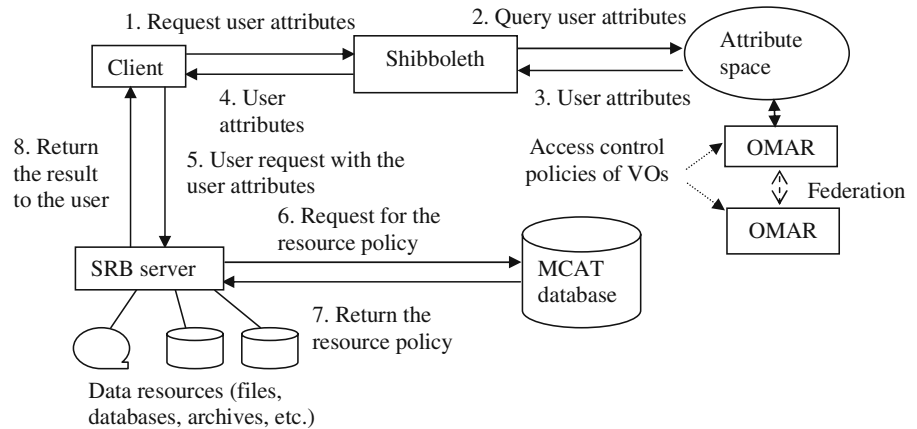 1. Request user attributes
2. Query user attributes
Client
Shibboleth
Attribute
space
4. User
attributes
3. User attributes
8. Return
the result
to the user
5. User request with the
user attributes
Access control
policies of VOs
OMAR
Federation
OMAR
6. Request for the
resource policy
SRB server
MCAT
database
7. Return the
resource policy
Data resources (files,
databases, archives, etc.)